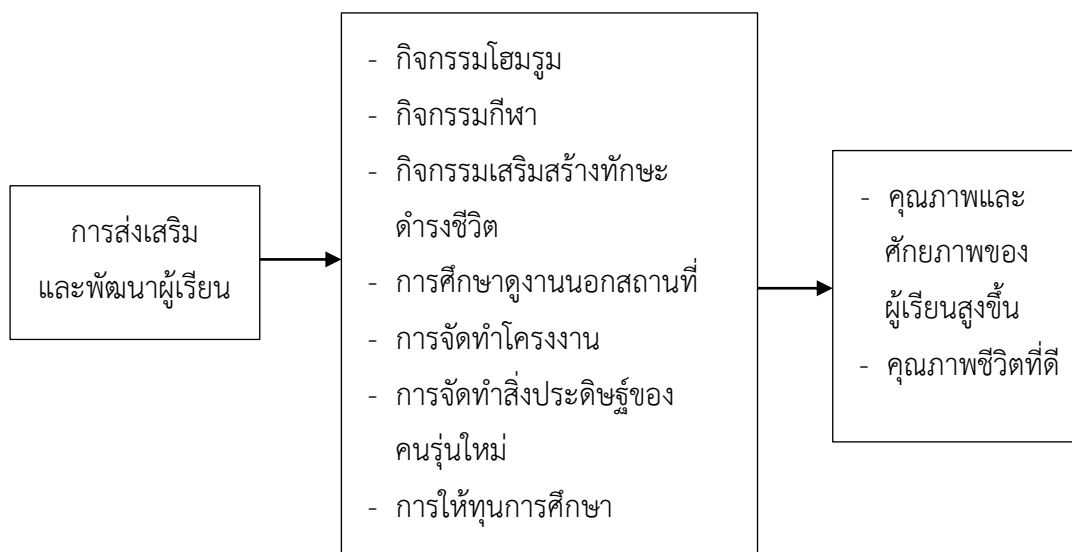 การส่งเสริม
และพัฒนาผู้เรียน
- กิจกรรมโฮมรูม
- กิจกรรมกีฬา
- กิจกรรมเสริมสร้างทักษะ
ดำรงชีวิต
- การศึกษาดูงานนอกสถานที่
- การจัดทำโครงงาน
- การจัดทำสิ่งประดิษฐ์ของ
คนรุ่นใหม่
- การให้ทุนการศึกษา
- คุณภาพและ
ศักยภาพของ
ผู้เรียนสูงขึ้น
- คุณภาพชีวิตที่ดี